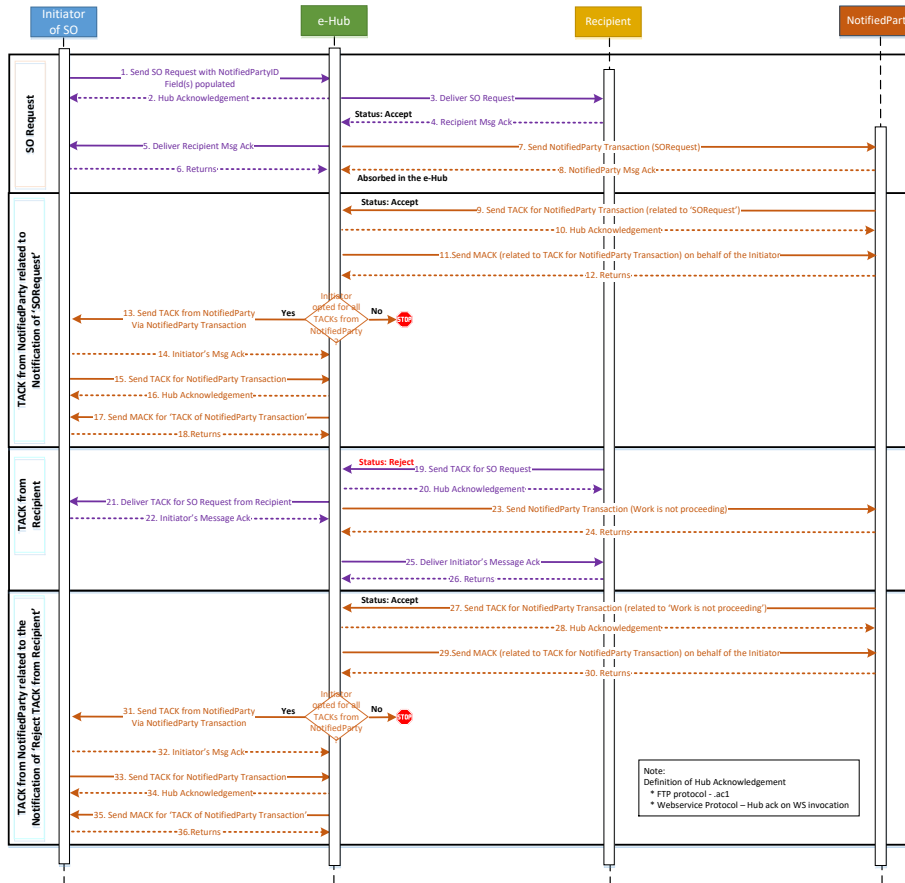 Initiator
of SO
e-Hub
Recipient
NotifiedPart
SO Request
1. Send SO Request with NotifiedPartyID
Field(s) populated
2. Hub Acknowledgement
3. Deliver SO Request
Status: Accept
4. Recipient Msg Ack
5. Deliver Recipient Msg Ack
7. Send NotifiedParty Transaction (SORequest)
6. Returns
8. NotifiedParty Msg Ack
Absorbed in the e-Hub
TACK from NotifiedParty related to
Notification of 'SORequest'
Status: Accept
9. Send TACK for NotifiedParty Transaction (related to 'SORequest')
10. Hub Acknowledgement
11.Send MACK (related to TACK for NotifiedParty Transaction) on behalf of the Initiator
12. Returns
Initiator
opted for all
TACKs from
NotifiedParty
?
Yes
No
STOP
13. Send TACK from NotifiedParty
Via NotifiedParty Transaction
14. Initiator's Msg Ack
15. Send TACK for NotifiedParty Transaction
16. Hub Acknowledgement
17. Send MACK for 'TACK of NotifiedParty Transaction'
18.Returns
TACK from
Recipient
Status: Reject
19. Send TACK for SO Request
20. Hub Acknowledgement
21. Deliver TACK for SO Request from Recipient
23. Send NotifiedParty Transaction (Work is not proceeding)
22. Initiator's Message Ack
24. Returns
25. Deliver Initiator's Message Ack
26. Returns
TACK from NotifiedParty related to the
Notification of 'Reject TACK from Recipient'
Status: Accept
27. Send TACK for NotifiedParty Transaction (related to 'Work is not proceeding')
28. Hub Acknowledgement
29.Send MACK (related to TACK for NotifiedParty Transaction) on behalf of the Initiator
30. Returns
Initiator
opted for all
TACKs from
NotifiedParty
?
Yes
No
STOP
31. Send TACK from NotifiedParty
Via NotifiedParty Transaction
32. Initiator's Msg Ack
33. Send TACK for NotifiedParty Transaction
34. Hub Acknowledgement
35. Send MACK for 'TACK of NotifiedParty Transaction'
36.Returns
Note:
Definition of Hub Acknowledgement
* FTP protocol - .ac1
* Webservice Protocol – Hub ack on WS invocation